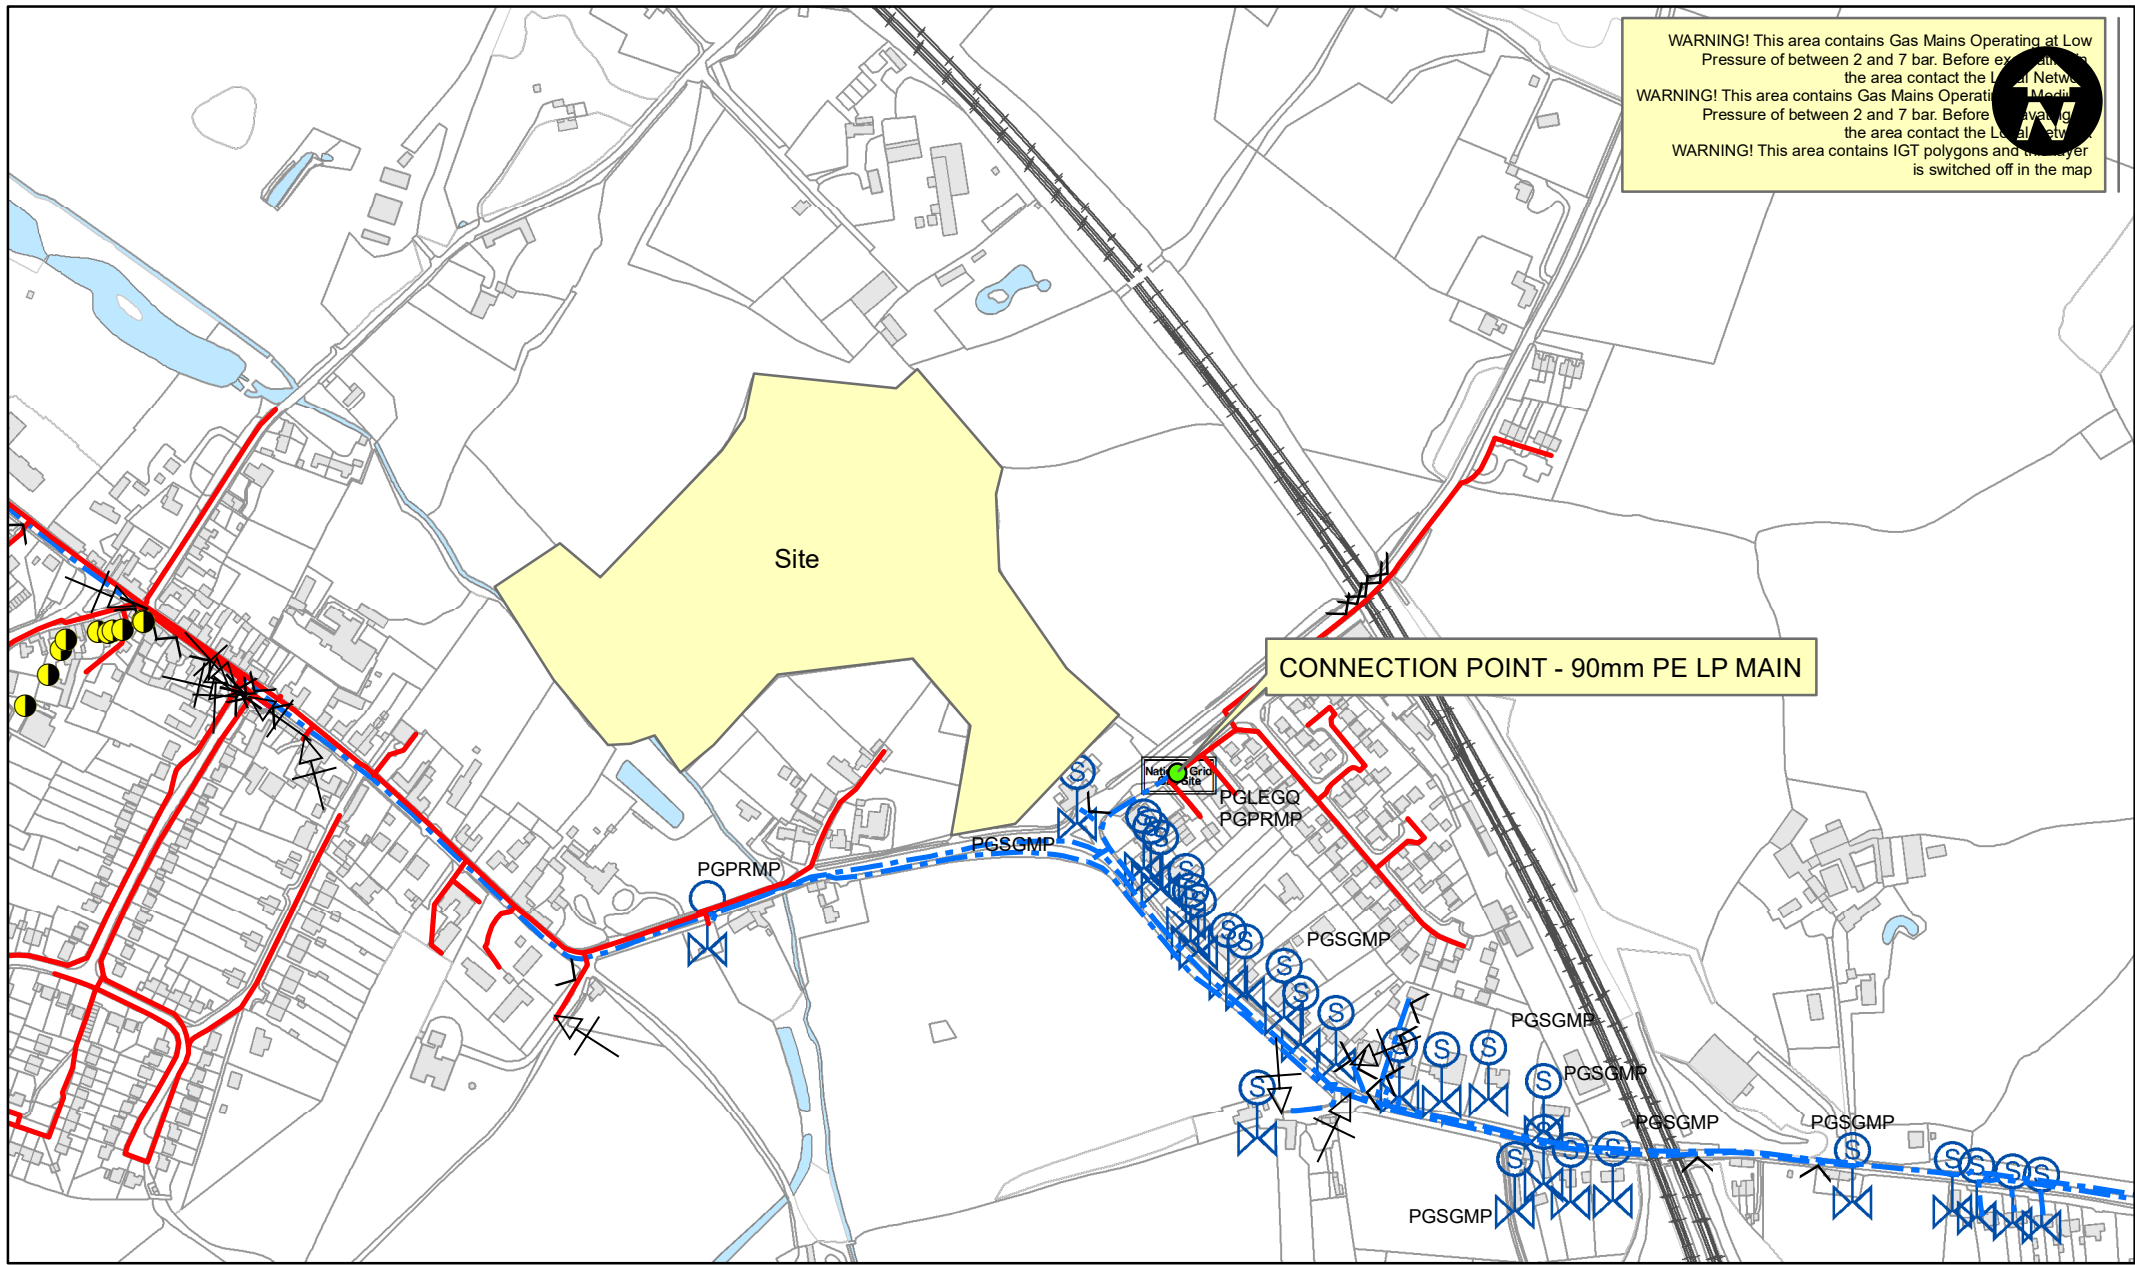 WARNING! This area contains Gas Mains Operating at Low
Pressure of between 2 and 7 bar. Before
the area contact the
WARNING! This area contains Gas Mains
Pressure of between 2 and 7 bar. Before
the area contact the
WARNING! This area contains IGT polygons and
is switched off in the map
N
Site
CONNECTION POINT - 90mm PE LP MAIN
S
Grid
Site
PGLEGQ
PGPRMP
PGSGMP
PGPRMP
S
S
S
S
S
S
PGSGMP
S
S
S
PGSGMP
S
S
S
S
S
PGSGMP
PGSGMP
PGSGMP
S
S
S
S
S
S
S
S
S
PGSGMP